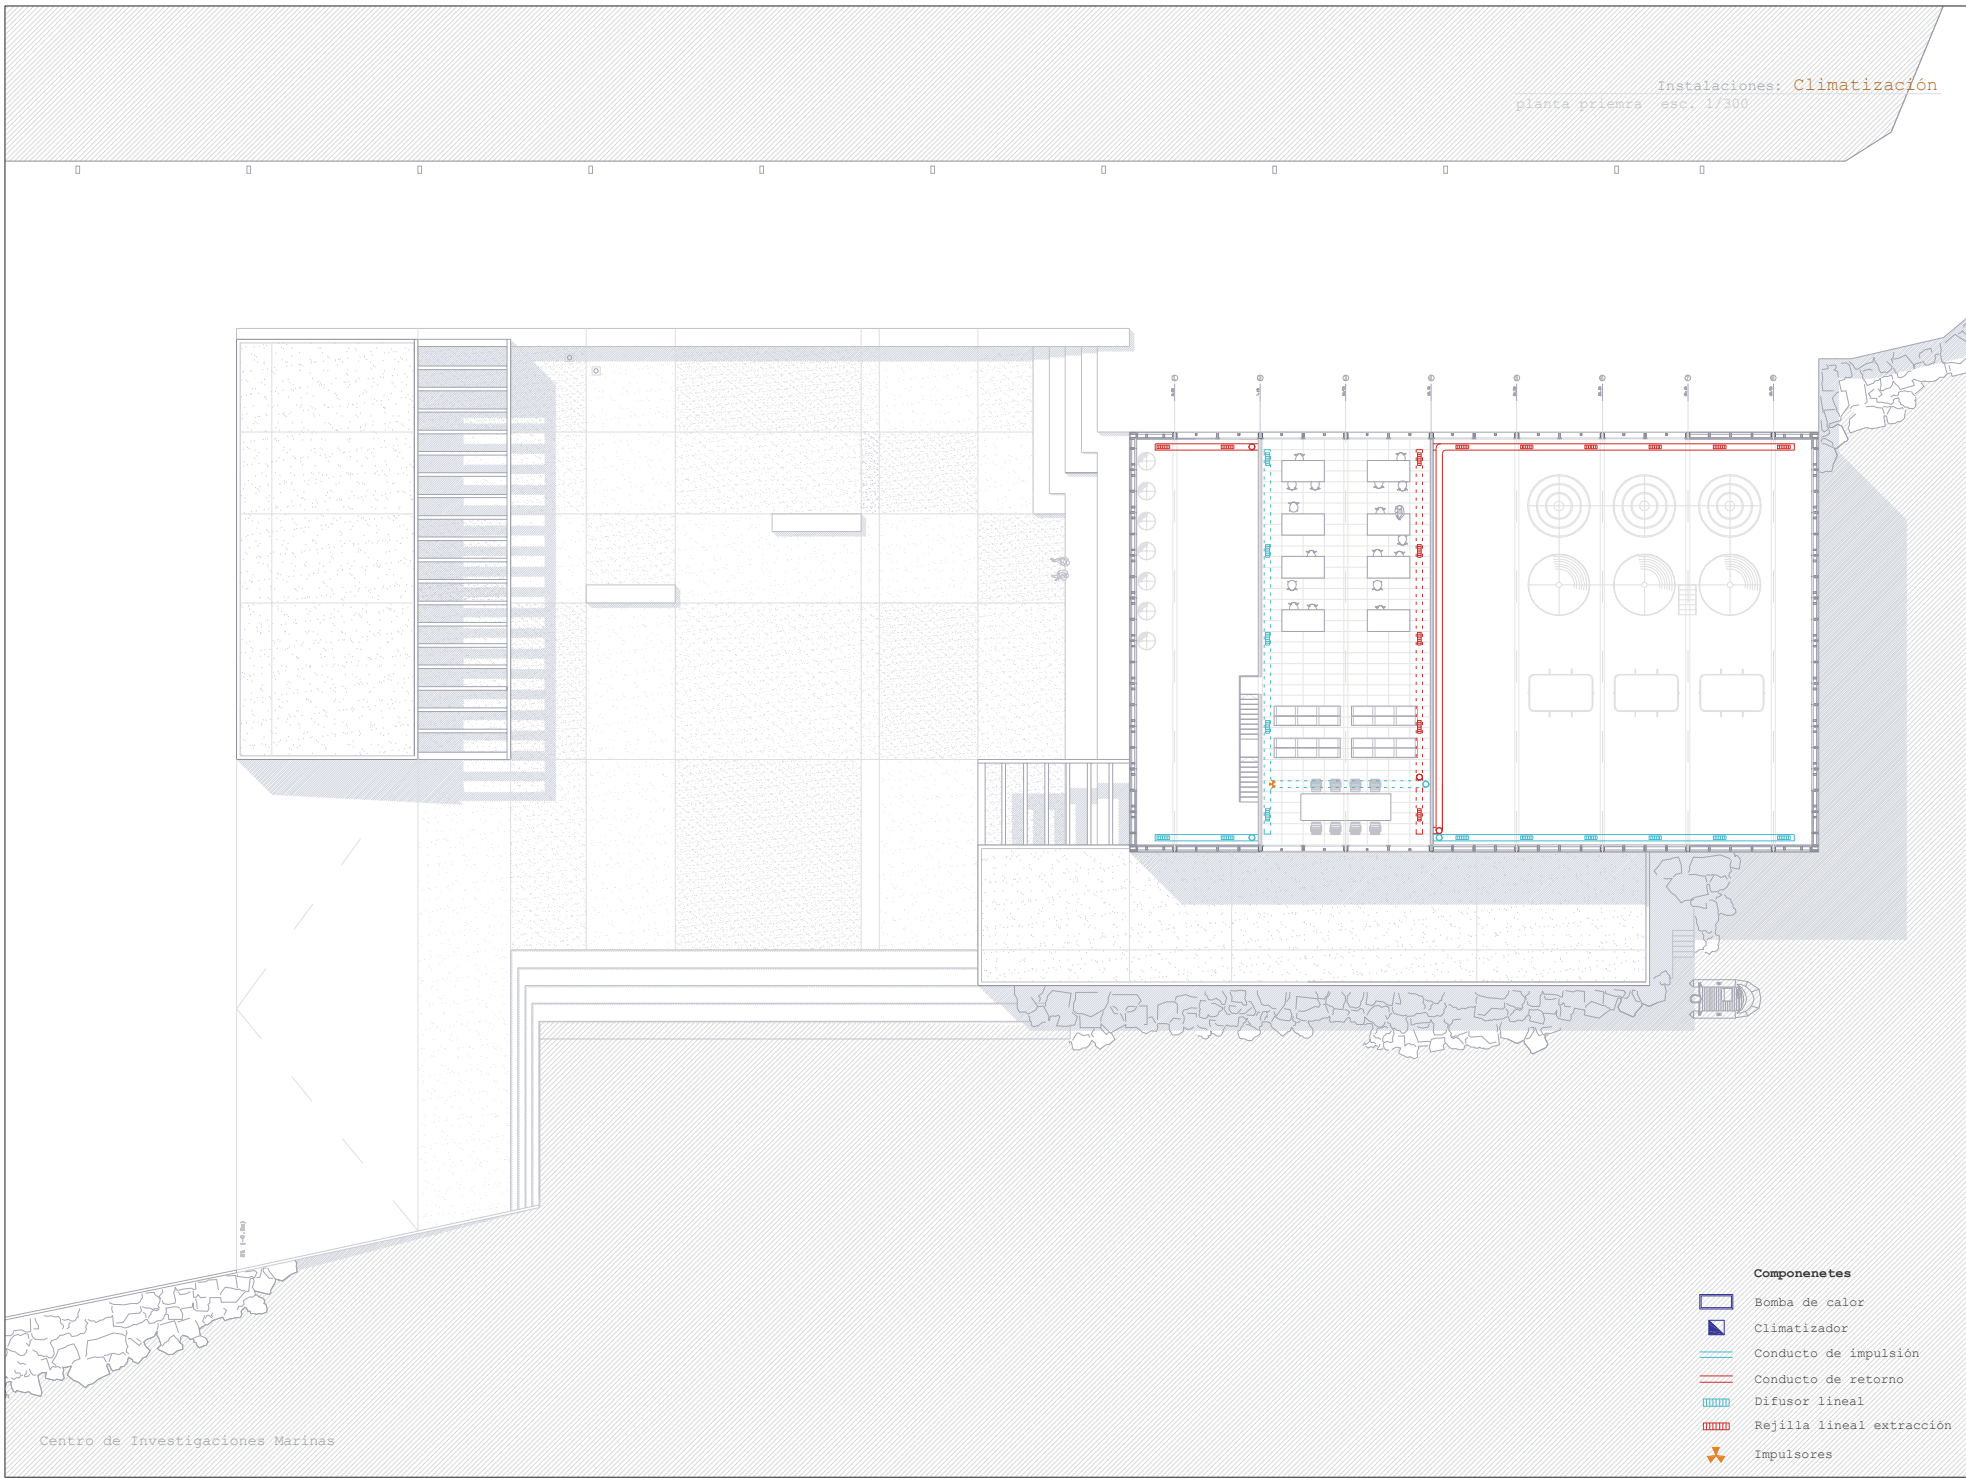 Instalaciones: Climatización
planta priemra esc. 1/300
Componenetes
Bomba de calor
Climatizador
Conducto de impulsión
Conducto de retorno
Difusor lineal
Rejilla lineal extracción
Impulsores
Centro de Investigaciones Marinas